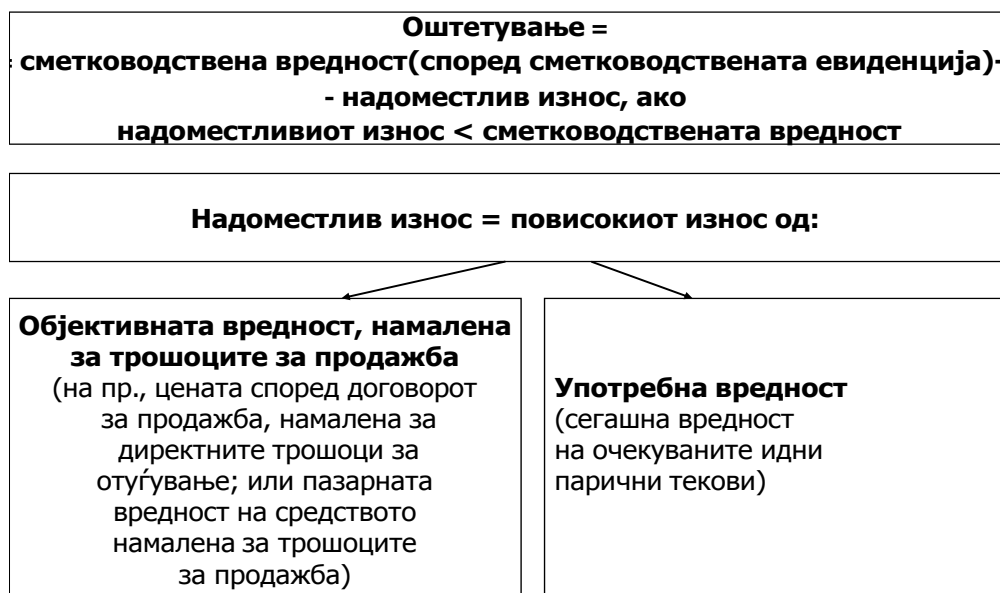 Оштетување =
= сметководствена вредност(според сметководствената евиденција)-
- надоместлив износ, ако
надоместливиот износ < сметководствената вредност
Надоместлив износ = повисокиот износ од:
Објективната вредност, намалена
за трошоците за продажба
(на пр., цената според договорот
за продажба, намалена за
директните трошоци за
отуѓување; или пазарната
вредност на средството
намалена за трошоците
за продажба)
Употребна вредност
(сегашна вредност
на очекуваните идни
парични текови)